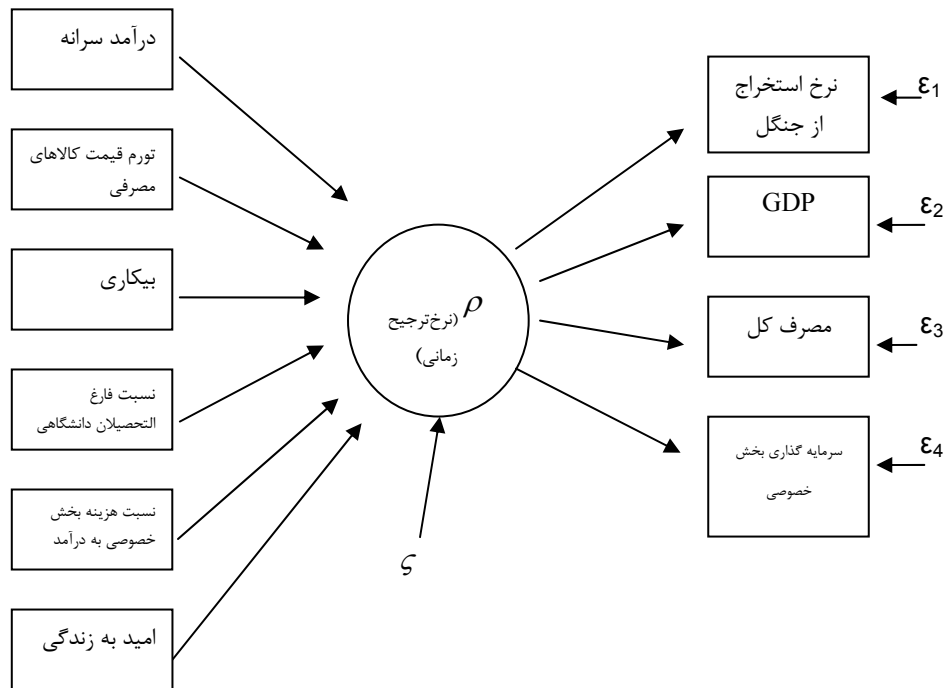 درآمد سرانه
تورم قیمت کالاهای
مصرفی
بیکاری
نسبت فارغ
التحصیلان دانشگاهی
نسبت هزینه بخش
خصوصی به درآمد
امید به زندگی
ρ (نرخ‌ترجیح
زمانی)
ς
نرخ استخراج
از جنگل
ε1
GDP
ε2
مصرف کل
ε3
سرمایه گذاری بخش
خصوصی
ε4